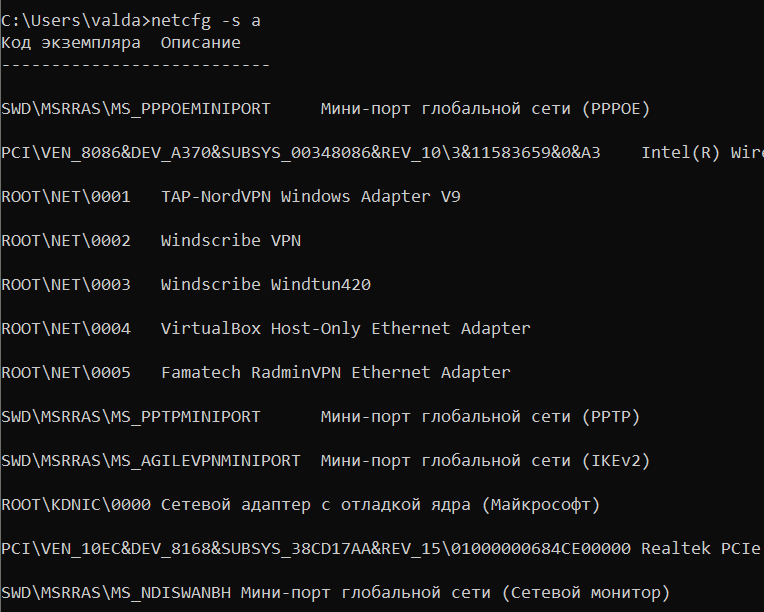 C:\Users\valda>netcfg -s a
Код экземпляра  Описание
---------------------------
SWD\MSRRAS\MS_PPPOEMINIPORT     Мини-порт глобальной сети (PPPOE)
PCI\VEN_8086&DEV_A370&SUBSYS_00348086&REV_10\3&11583659&0&A3    Intel(R)
ROOT\NET\0001   TAP-NordVPN Windows Adapter V9
ROOT\NET\0002   Windscribe VPN
ROOT\NET\0003   Windscribe Windtun420
ROOT\NET\0004   VirtualBox Host-Only Ethernet Adapter
ROOT\NET\0005   Famatech RadminVPN Ethernet Adapter
SWD\MSRRAS\MS_PPTPMINIPORT      Мини-порт глобальной сети (PPTP)
SWD\MSRRAS\MS_AGILEVPNMINIPORT  Мини-порт глобальной сети (IKEv2)
ROOT\KDNIC\0000 Сетевой адаптер с отладкой ядра (Майкрософт)
PCI\VEN_10EC&DEV_8168&SUBSYS_38CD17AA&REV_15\01000000684CE00000 Realtek PCIe
SWD\MSRRAS\MS_NDISWANBH Мини-порт глобальной сети (Сетевой монитор)